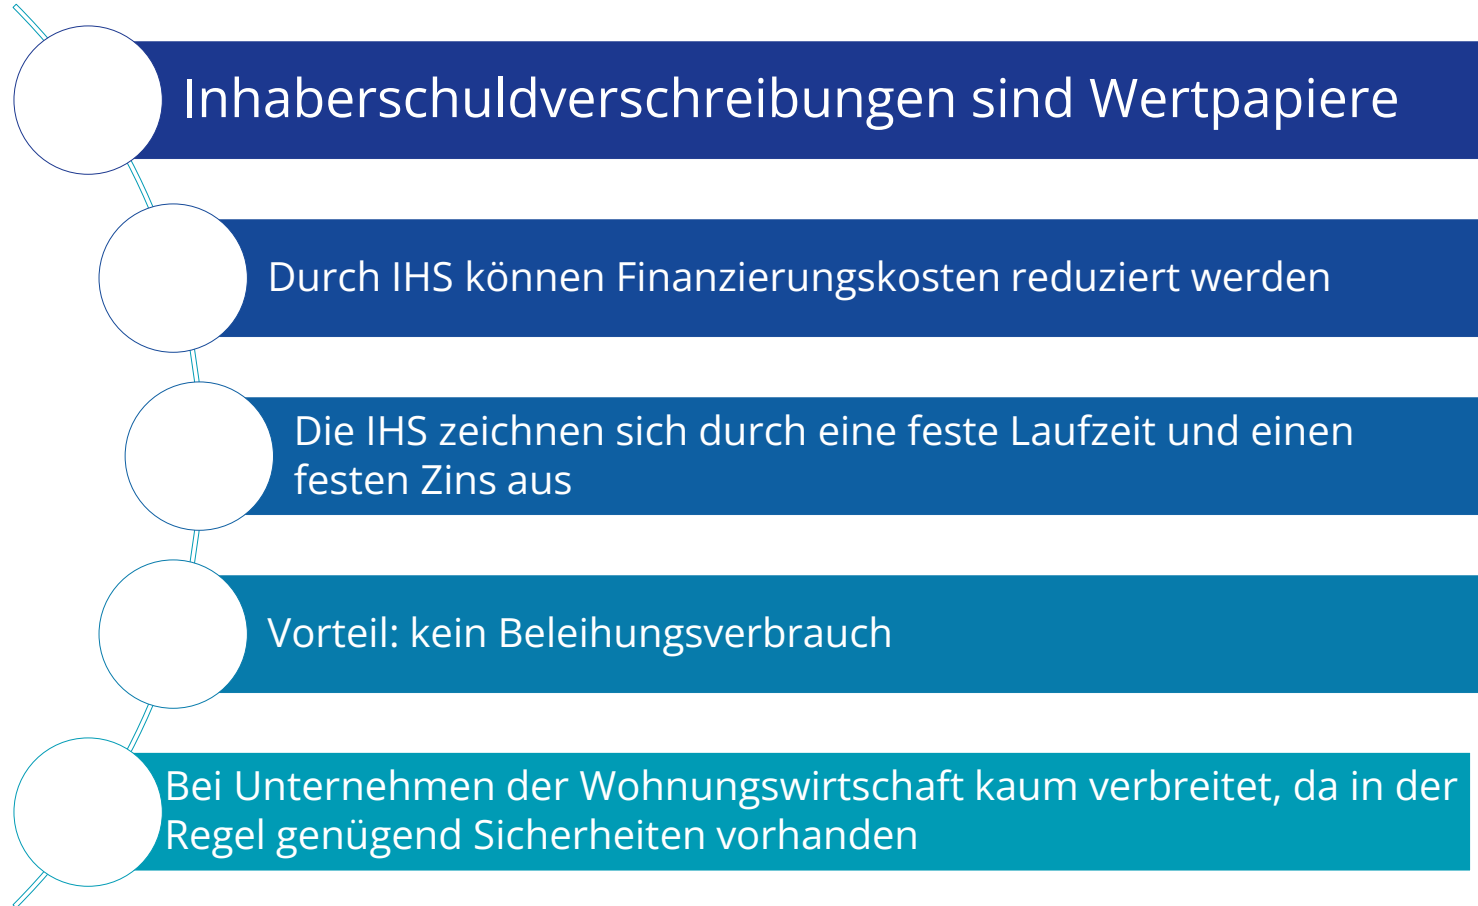 Inhaberschuldverschreibungen sind Wertpapiere
Durch IHS können Finanzierungskosten reduziert werden
Die IHS zeichnen sich durch eine feste Laufzeit und einen
festen Zins aus
Vorteil: kein Beleihungsverbrauch
Bei Unternehmen der Wohnungswirtschaft kaum verbreitet, da in der
Regel genügend Sicherheiten vorhanden